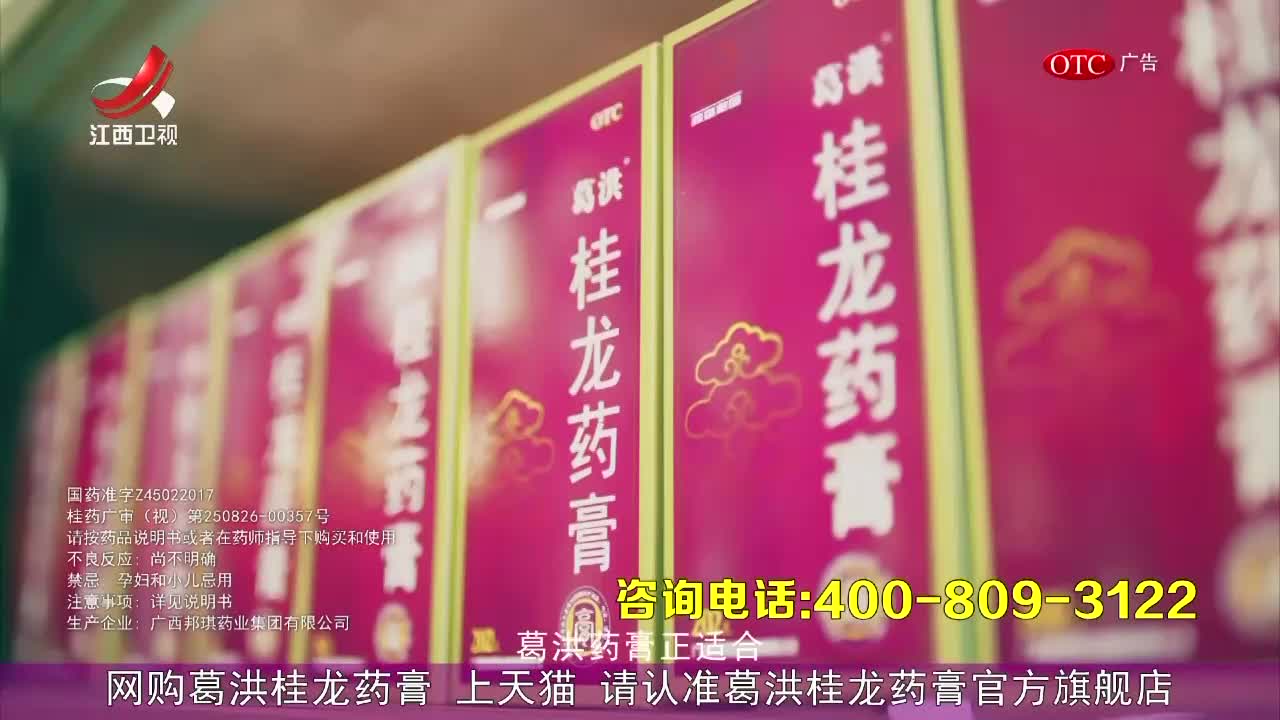 江西卫视
OTC 广告
OTC
葛洪
桂龙药膏
葛洪
桂龙药膏
桂龙药膏
国药准字Z45022017
桂药广审（视）第250826-00357号
请按药品说明书或者在药师指导下购买和使用
不良反应：尚不明确
禁忌：孕妇和小儿忌用
注意事项：详见说明书
生产企业：广西邦琪药业集团有限公司
咨询电话:400-809-3122
葛洪药膏正适合
网购葛洪桂龙药膏 上天猫 请认准葛洪桂龙药膏官方旗舰店